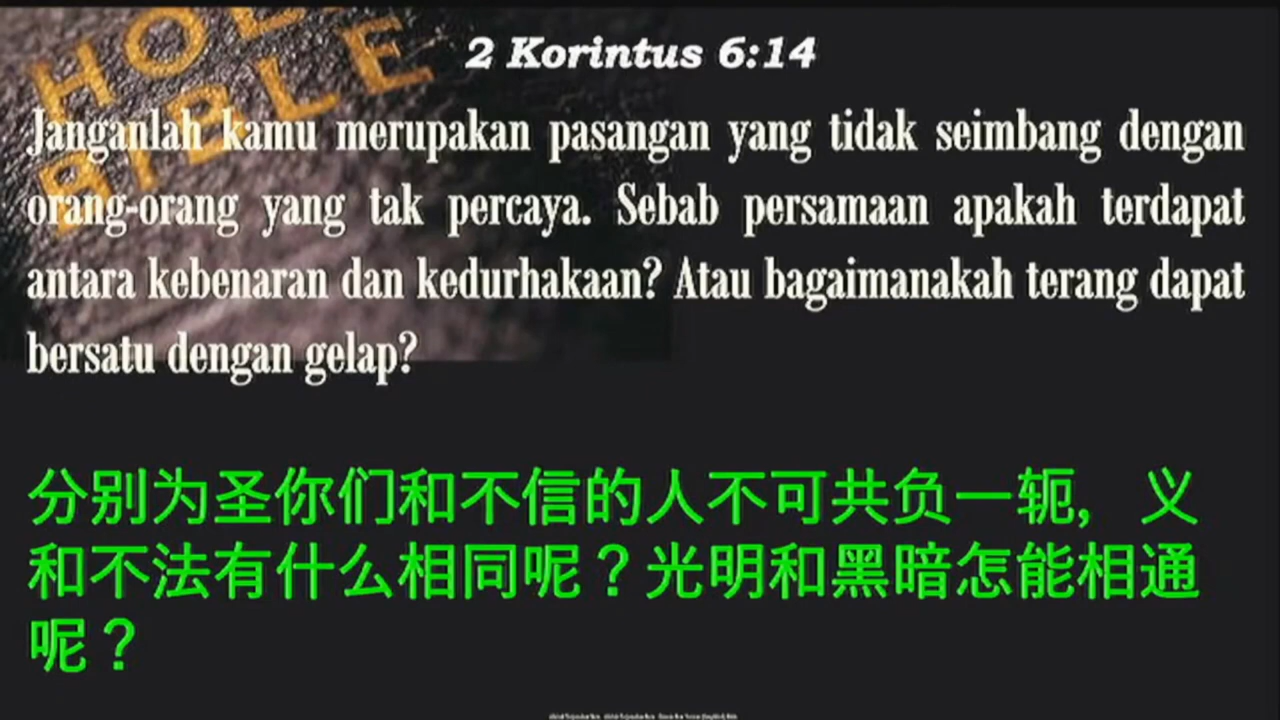 HOL
BIBLE
2 Korintus 6:14
Janganlah kamu merupakan pasangan yang tidak seimbang dengan
orang-orang yang tak percaya. Sebab persamaan apakah terdapat
antara kebenaran dan kedurhakaan? Atau bagaimanakah terang dapat
bersatu dengan gelap?
分别为圣你们和不信的人不可共负一轭，义
和不法有什么相同呢？光明和黑暗怎能相通
呢？